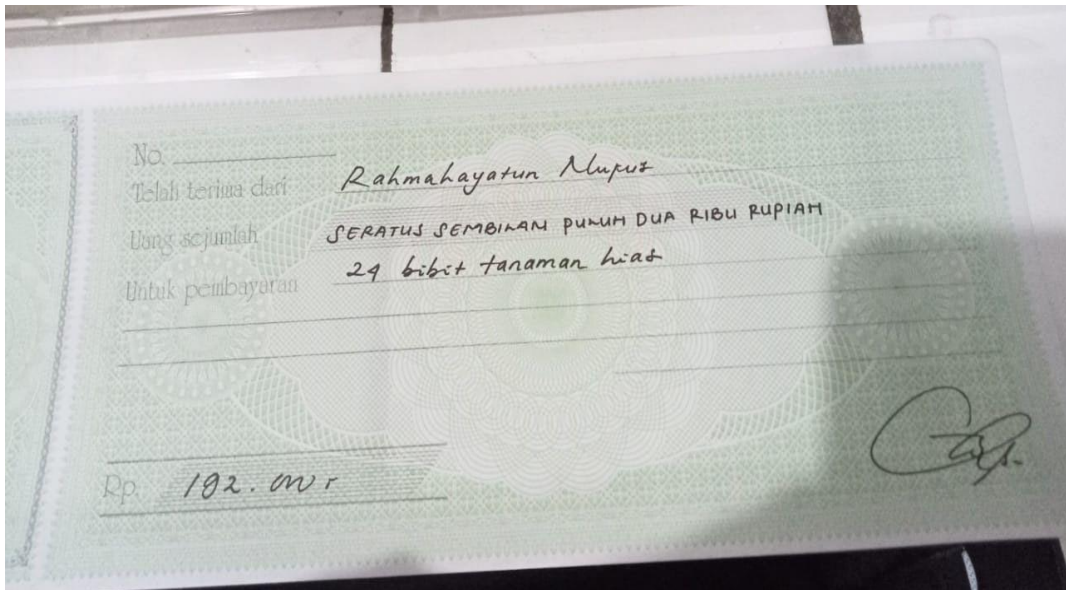 No.
Telah terima dari Rahmahayatun Nupus
Uang sejumlah SERATUS SEMBILAN PULUH DUA RIBU RUPIAH
Untuk pembayaran 24 bibit tanaman hias
Rp. 192.000